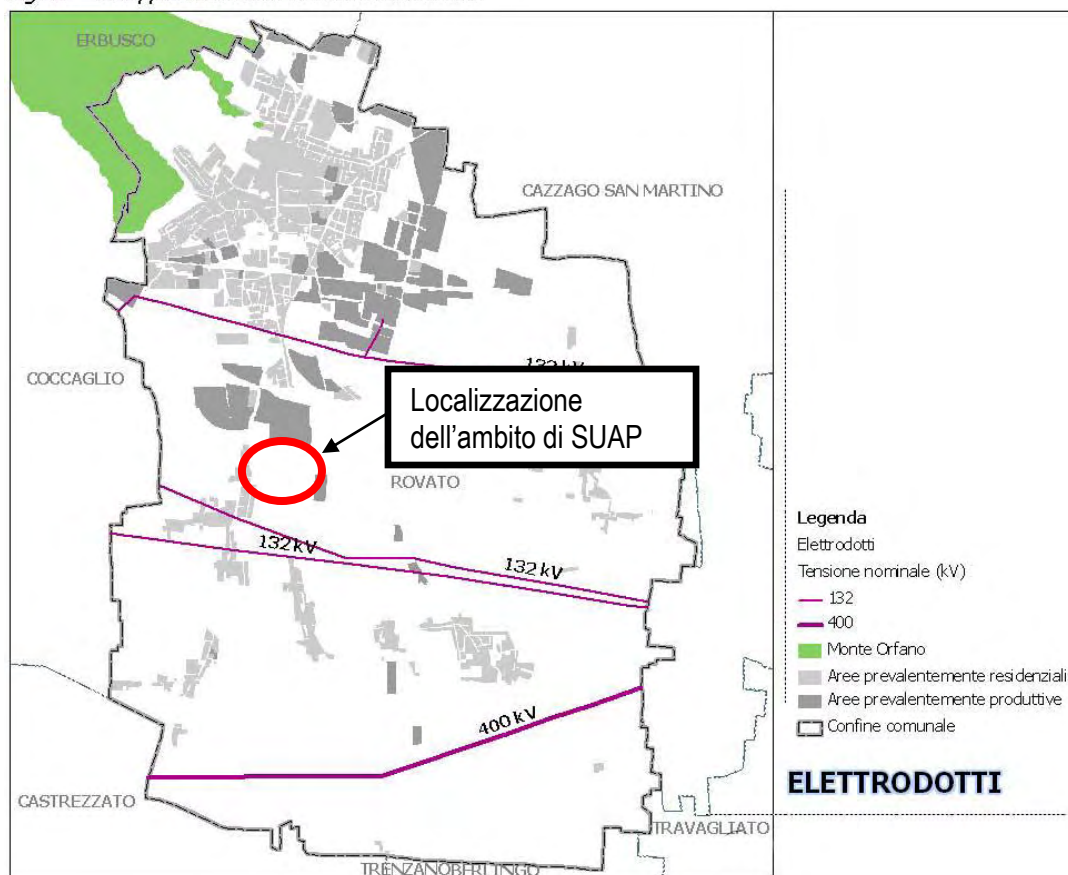 ERBUSCO
CAZZAGO SAN MARTINO
COCCAGLIO
132 kV
Localizzazione
dell'ambito di SUAP
ROVATO
132 kV
132 kV
400 kV
CASTREZZATO
TRAVAGLIATO
TRENZANO
BERLINGO
Legenda
Elettrodotti
Tensione nominale (kV)
132
400
Monte Orfano
Aree prevalentemente residenziali
Aree prevalentemente produttive
Confine comunale
ELETTRODOTTI